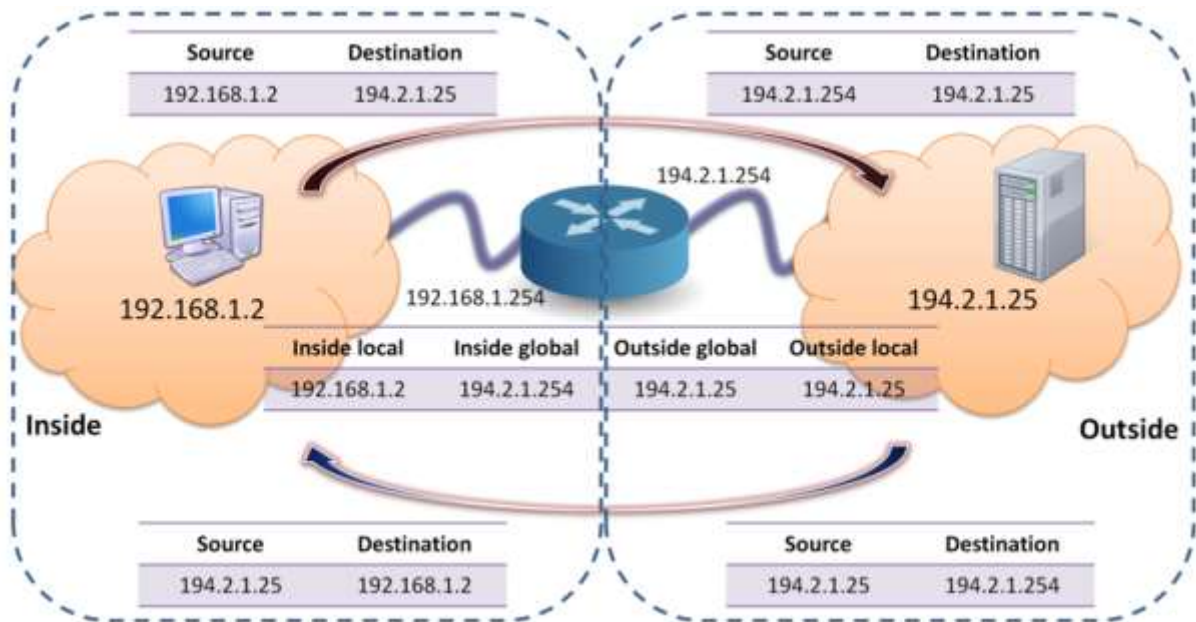 Source Destination
192.168.1.2 194.2.1.25
Source Destination
194.2.1.254 194.2.1.25
194.2.1.254
192.168.1.2
192.168.1.254
194.2.1.25
Inside local Inside global Outside global Outside local
192.168.1.2 194.2.1.254 194.2.1.25 194.2.1.25
Inside
Outside
Source Destination
194.2.1.25 192.168.1.2
Source Destination
194.2.1.25 194.2.1.254